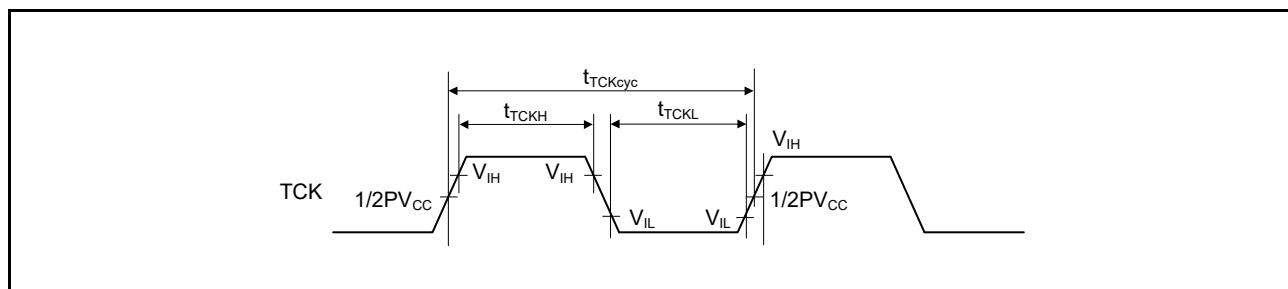 tTCKcyc
tTCKH
tTCKL
VIH
TCK
1/2PVCC
VIH
VIH
VIL
VIL
1/2PVCC